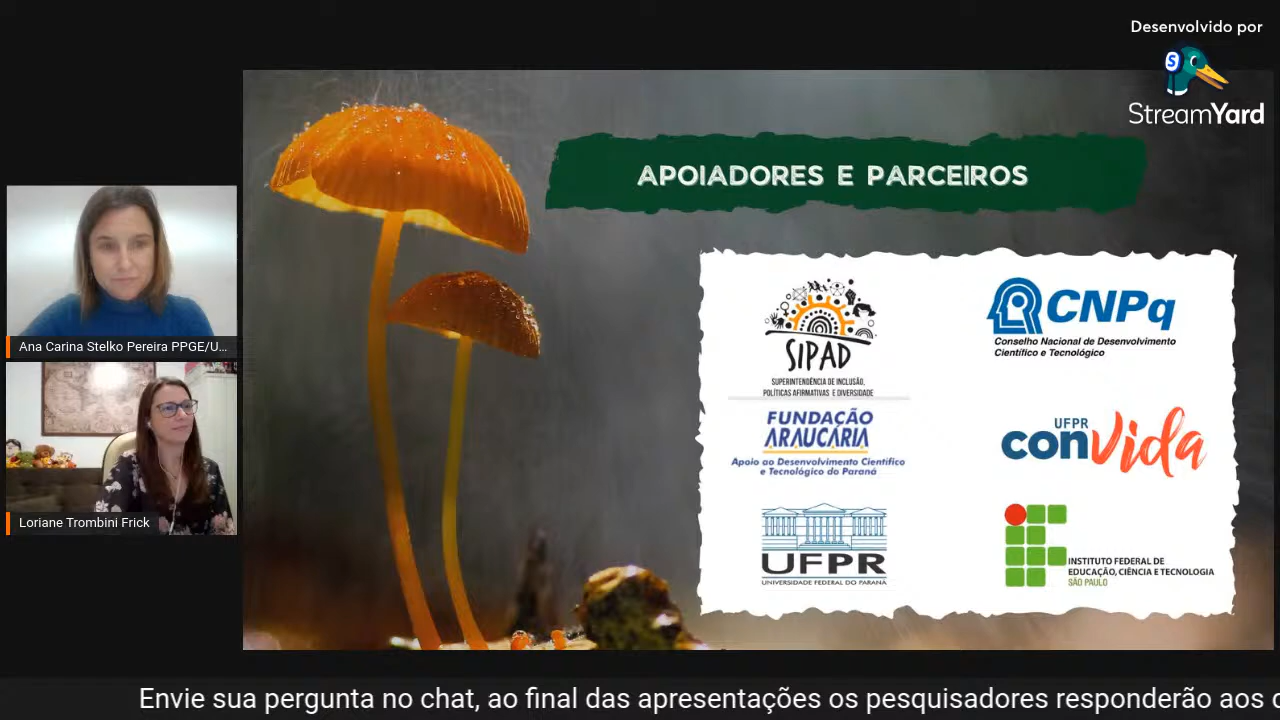 Desenvolvido por
StreamYard
APOIADORES E PARCEIROS
Ana Carina Stelko Pereira PPGE/U...
Loriane Trombini Frick
SIPAD
SUPERINTENDÊNCIA DE INCLUSÃO,
POLÍTICAS AFIRMATIVAS E DIVERSIDADE
CNPq
Conselho Nacional de Desenvolvimento
Científico e Tecnológico
FUNDAÇÃO
ARAUCÁRIA
Apoio ao Desenvolvimento Científico
e Tecnológico do Paraná
UFPR
conVida
UFPR
UNIVERSIDADE FEDERAL DO PARANÁ
INSTITUTO FEDERAL DE
EDUCAÇÃO, CIÊNCIA E TECNOLOGIA
SÃO PAULO
Envie sua pergunta no chat, ao final das apresentações os pesquisadores responderão aos